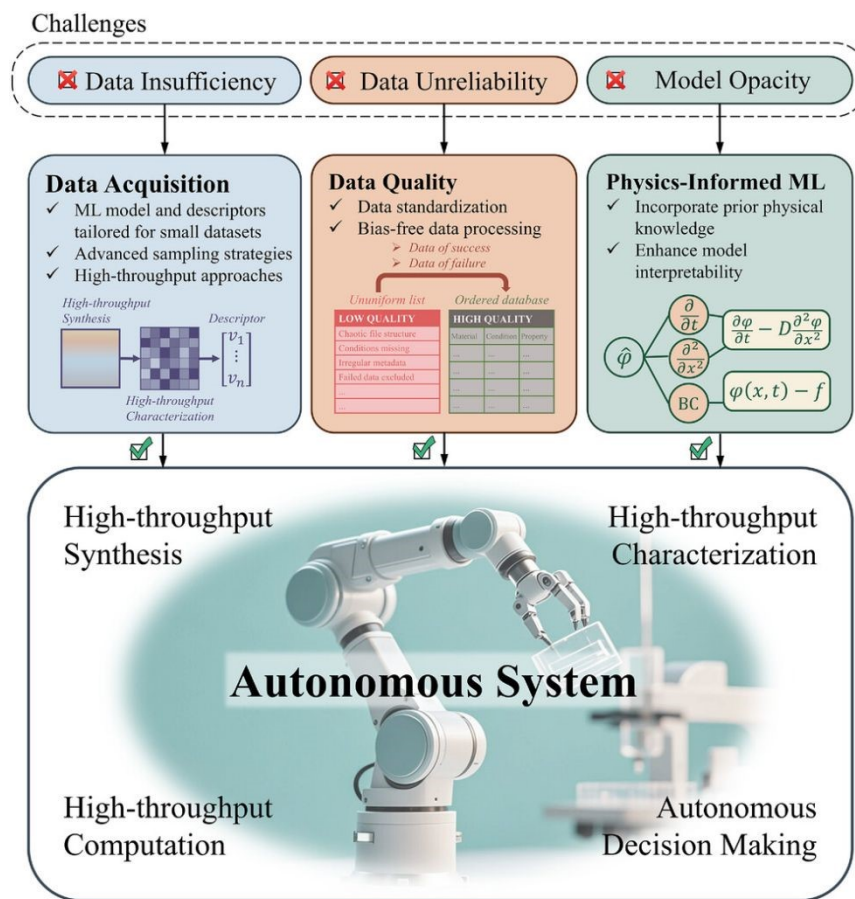 Challenges
Data Insufficiency
Data Unreliability
Model Opacity
Data Acquisition
✓ ML model and descriptors
tailored for small datasets
✓ Advanced sampling strategies
✓ High-throughput approaches
High-throughput
Synthesis
Descriptor
v₁
⋮
vₙ
High-throughput
Characterization
Data Quality
✓ Data standardization
✓ Bias-free data processing
➢ Data of success
➢ Data of failure
Ununiform list
Ordered database
LOW QUALITY
Chaotic file structure
Conditions missing
Irregular metadata
Failed data excluded
...
...
HIGH QUALITY
Material Condition Property
... ... ...
... ... ...
... ... ...
... ... ...
Physics-Informed ML
✓ Incorporate prior physical
knowledge
✓ Enhance model
interpretability
φ̂
∂/∂t
∂²/∂x²
BC
∂φ/∂t − D∂²φ/∂x²
φ(x, t) − f
High-throughput
Synthesis
High-throughput
Characterization
Autonomous System
High-throughput
Computation
Autonomous
Decision Making